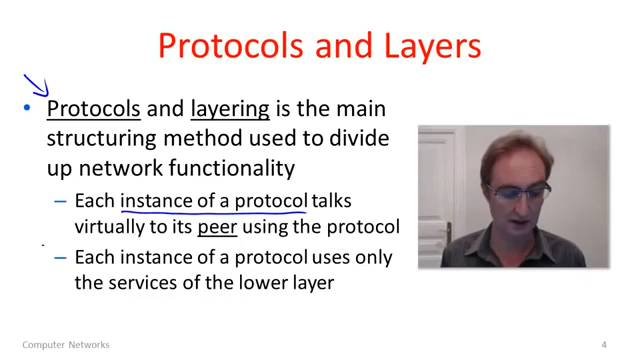 Protocols and Layers
• Protocols and layering is the main
structuring method used to divide
up network functionality
– Each instance of a protocol talks
virtually to its peer using the protocol
– Each instance of a protocol uses only
the services of the lower layer
Computer Networks
4